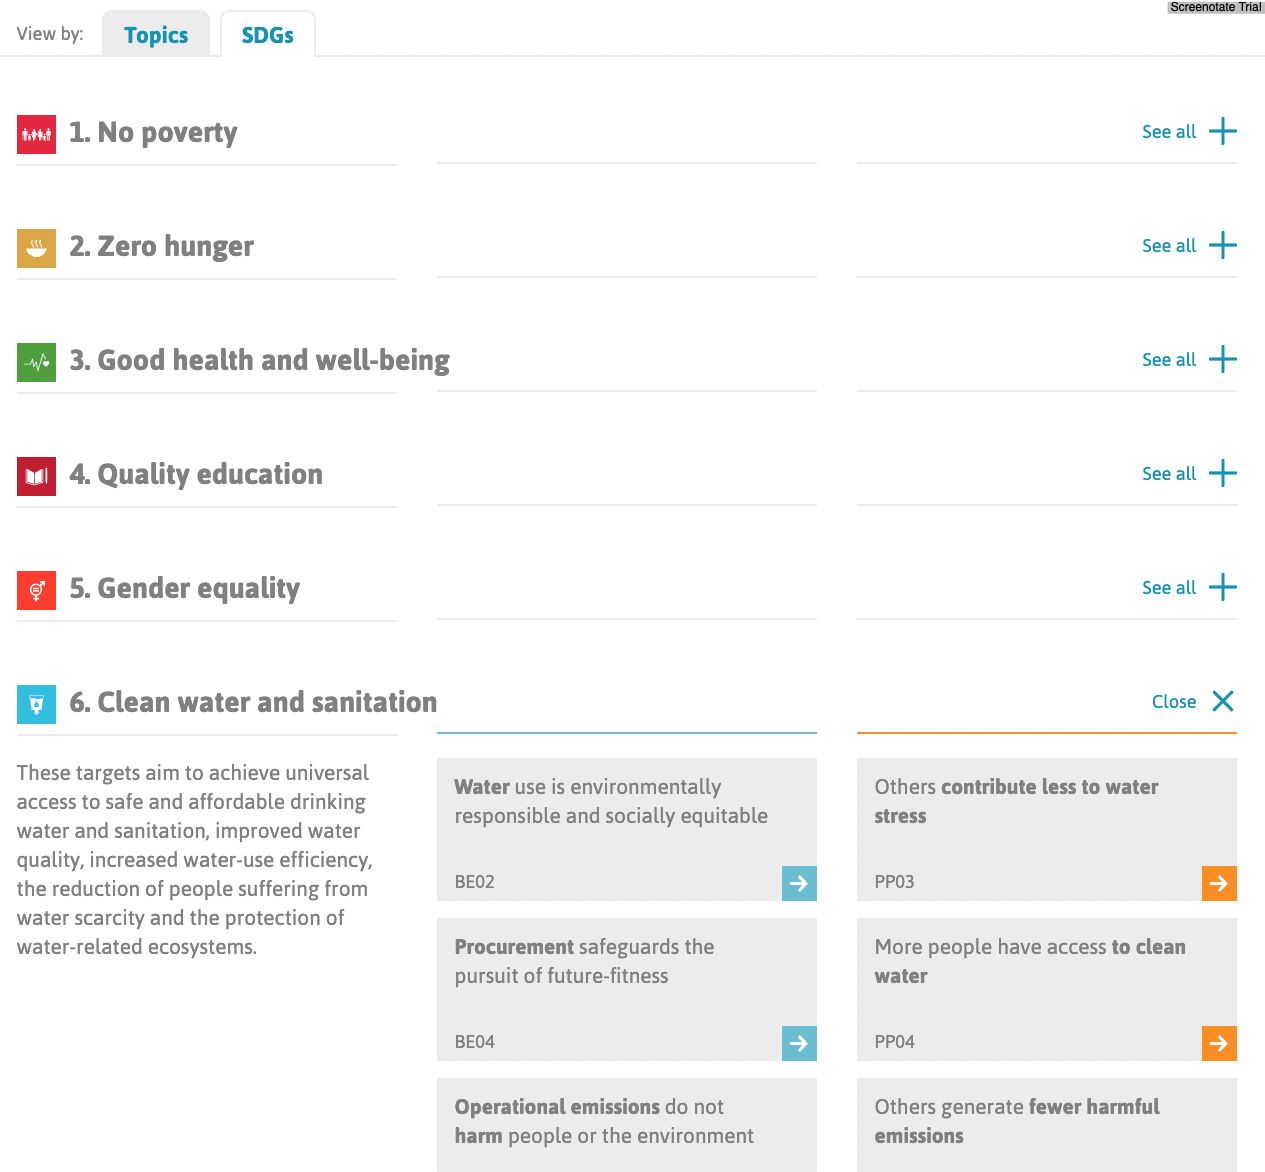 Screenotate Trial
View by:
Topics
SDGs
1. No poverty
See all
2. Zero hunger
See all
3. Good health and well-being
See all
4. Quality education
See all
5. Gender equality
See all
6. Clean water and sanitation
Close
These targets aim to achieve universal
access to safe and affordable drinking
water and sanitation, improved water
quality, increased water-use efficiency,
the reduction of people suffering from
water scarcity and the protection of
water-related ecosystems.
Water use is environmentally
responsible and socially equitable
BE02
Others contribute less to water
stress
PP03
Procurement safeguards the
pursuit of future-fitness
BE04
More people have access to clean
water
PP04
Operational emissions do not
harm people or the environment
Others generate fewer harmful
emissions